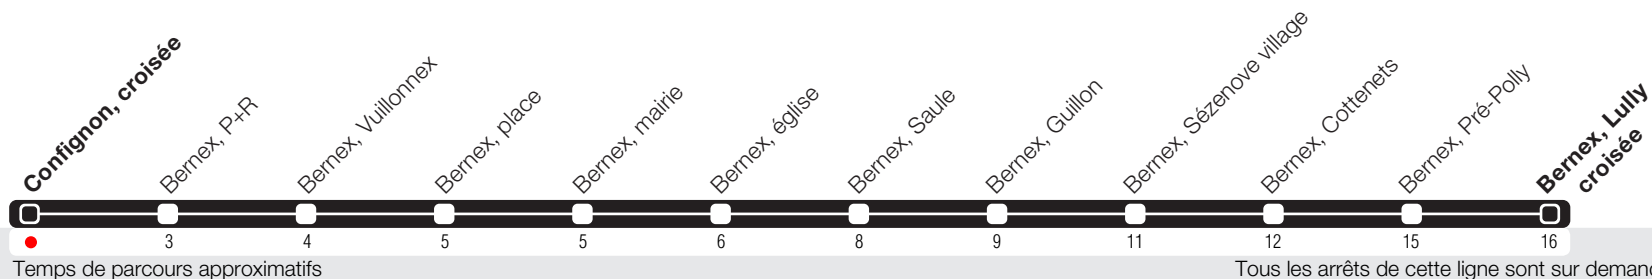 Confignon, croisée
Bernex, P+R
Bernex, Vuillonnex
Bernex, place
Bernex, mairie
Bernex, église
Bernex, Saule
Bernex, Guillon
Bernex, Sézenove village
Bernex, Cottenets
Bernex, Pré-Polly
Bernex, Lully
croisée
3 4 5 5 6 8 9 11 12 15 16
Temps de parcours approximatifs
Tous les arrêts de cette ligne sont sur deman